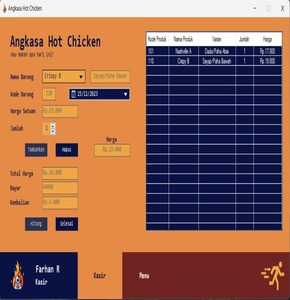 Angkasa Hot Chicken
Angkasa Hot Chicken
Mau makan apa hari ini?
Nama Barang Crispy B Sayap/Paha Bawah
Kode Barang 110 25/11/2023
Harga Satuan Rp.19.000
Jumlah 1
Harga
Tambahkan Hapus Rp.19.000
Total Harga Rp.36.000
Bayar 40000
Kembalian Rp.4.000
Hitung Selesai
Kode Produk Nama Produk Varian Jumlah Harga
101 Nashville A Dada/Paha Atas 1 Rp.17.000
110 Crispy B Sayap/Paha Bawah 1 Rp.19.000
Farhan R
Kasir
Kasir
Menu